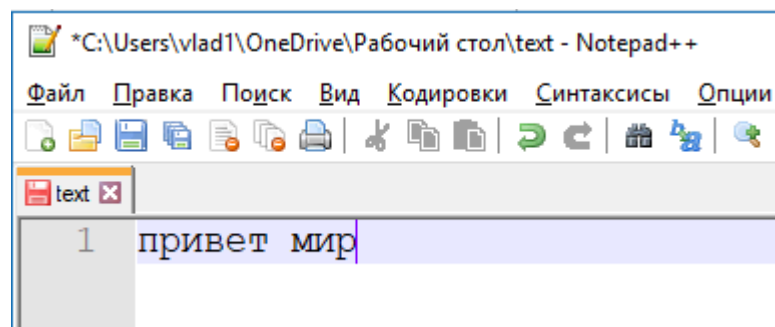 *C:\Users\vlad1\OneDrive\Рабочий стол\text - Notepad++
Файл Правка Поиск Вид Кодировки Синтаксисы Опции
text
1 привет мир